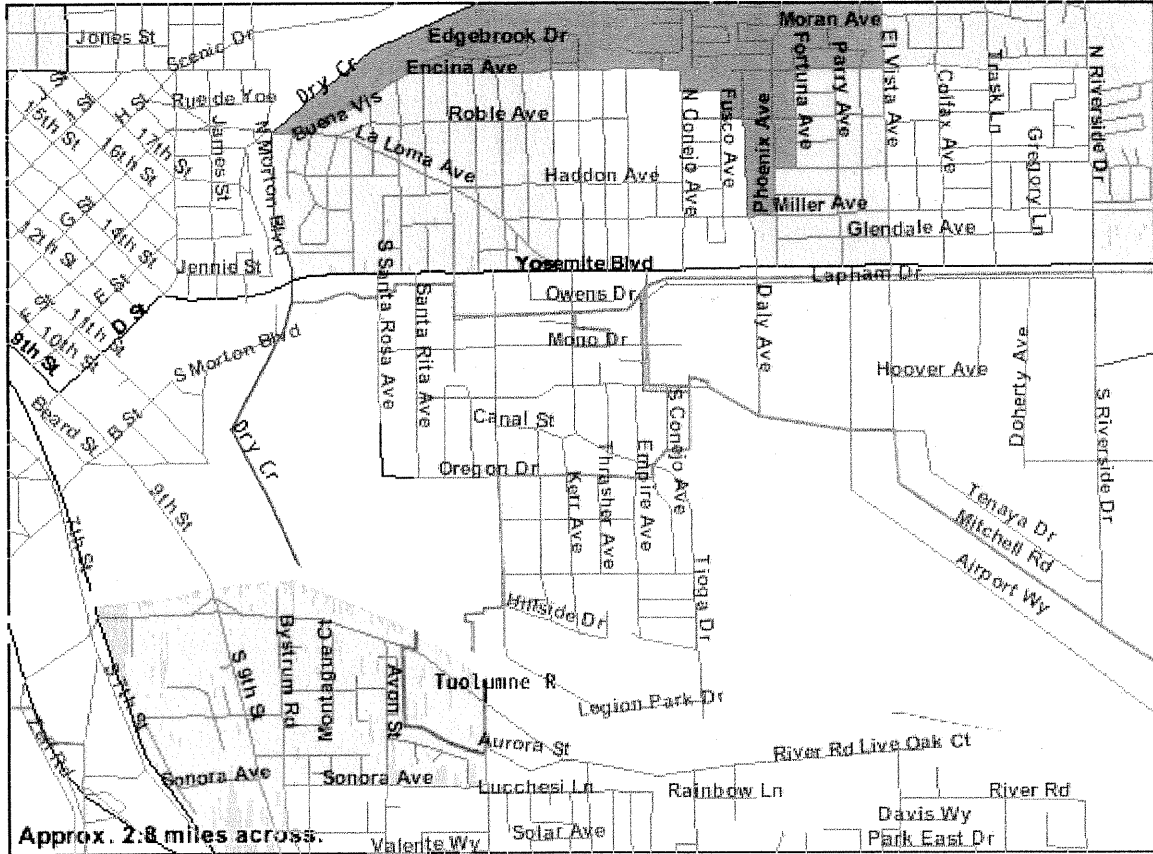 Jones St
Scenic Dr
Dry Cr
Edgebrook Dr
Moran Ave
Encina Ave
Fortuna Ave
Parry Ave
El Vista Ave
Colfax Ave
Trask Ln
N Riverside Dr
J St
H St
15th St
Rue de Yoe
17th St
16th St
James St
N Morton Blvd
Buena Vis
La Loma Ave
Roble Ave
Haddon Ave
N Conejo Ave
Fusco Ave
Phoenix Ave
Miller Ave
Glendale Ave
Gregory Ln
G St
14th St
12th St
E St
Jennie St
Yosemite Blvd
Lapham Dr
F St
11th St
D St
10th St
9th St
S Morton Blvd
S Santa Rosa Ave
Santa Rita Ave
Owens Dr
Mono Dr
Daly Ave
Hoover Ave
Doherty Ave
S Riverside Dr
Beard St
B St
Dry Cr
Canal St
Oregon Dr
Kerr Ave
Thrasher Ave
Empire Ave
S Conejo Ave
Tenaya Dr
Mitchell Rd
Airport Wy
9th St
7th St
Hillside Dr
Tioga Dr
Legion Park Dr
S 7th St
S 9th St
Bystrum Rd
Montague Ct
Avon St
Tuolumne R
Aurora St
River Rd
Live Oak Ct
Zeff Rd
Sonora Ave
Sonora Ave
Lucchesi Ln
Rainbow Ln
River Rd
Davis Wy
Solar Ave
Park East Dr
Valente Wy
Approx. 2.8 miles across.